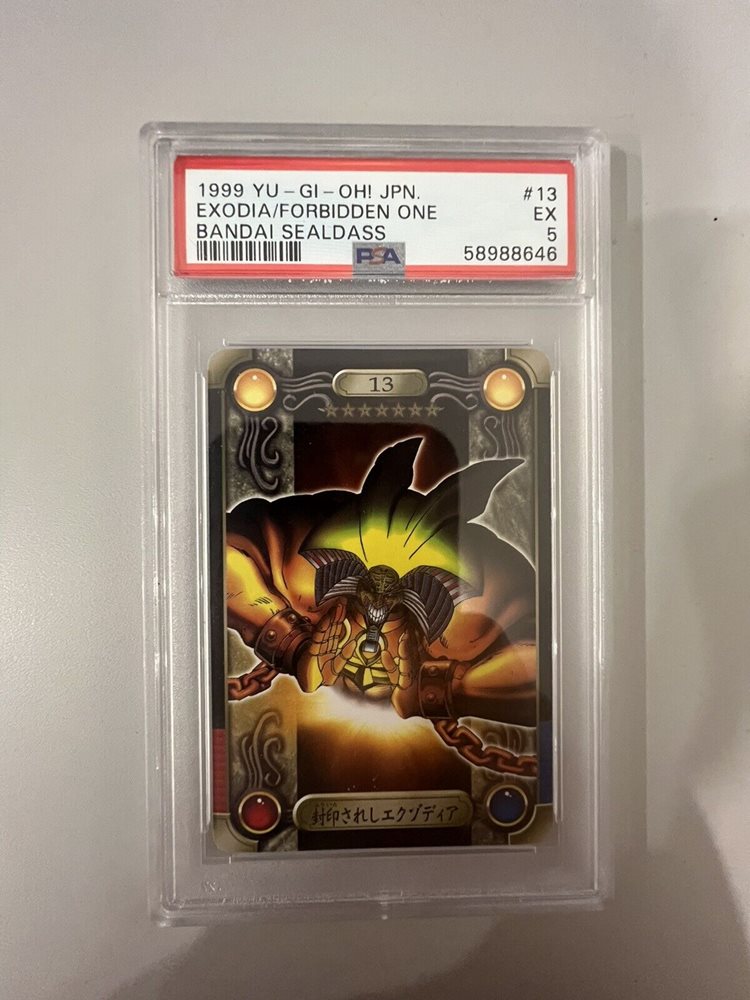 1999 YU-GI-OH! JPN. #13
EXODIA/FORBIDDEN ONE EX
BANDAI SEALDASS 5
PSA 58988646
13
封印されしエクゾディア